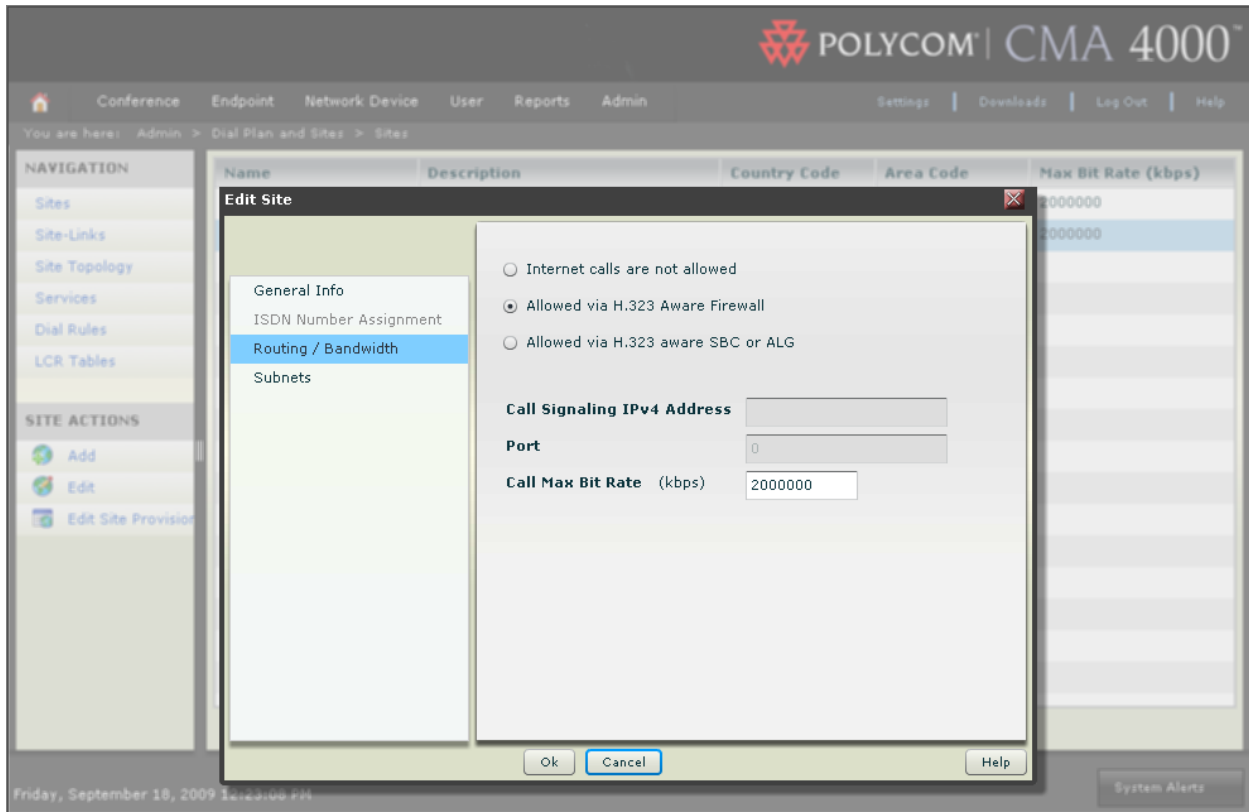 POLYCOM® | CMA 4000™
Conference Endpoint Network Device User Reports Admin Settings | Downloads | Log Out | Help
You are here: Admin > Dial Plan and Sites > Sites
NAVIGATION
Sites
Site-Links
Site Topology
Services
Dial Rules
LCR Tables
SITE ACTIONS
Add
Edit
Edit Site Provision
Name Description Country Code Area Code Max Bit Rate (kbps)
2000000
2000000
Edit Site
General Info
ISDN Number Assignment
Routing / Bandwidth
Subnets
Internet calls are not allowed
Allowed via H.323 Aware Firewall
Allowed via H.323 aware SBC or ALG
Call Signaling IPv4 Address
Port 0
Call Max Bit Rate (kbps) 2000000
Ok Cancel Help
Friday, September 18, 2009 12:23:08 PM
System Alerts